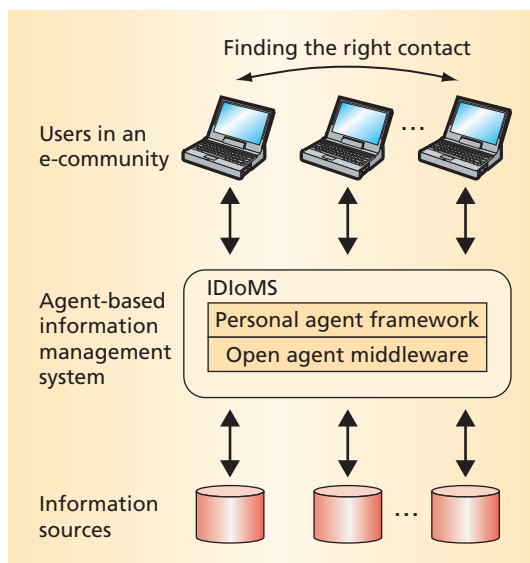 Finding the right contact
Users in an
e-community
...
IDIoMS
Personal agent framework
Open agent middleware
Agent-based
information
management
system
Information
sources
...